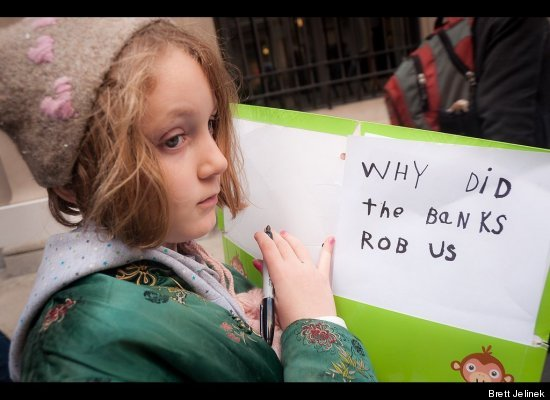 WHY DiD
the BaNKS
ROB US
Brett Jelinek